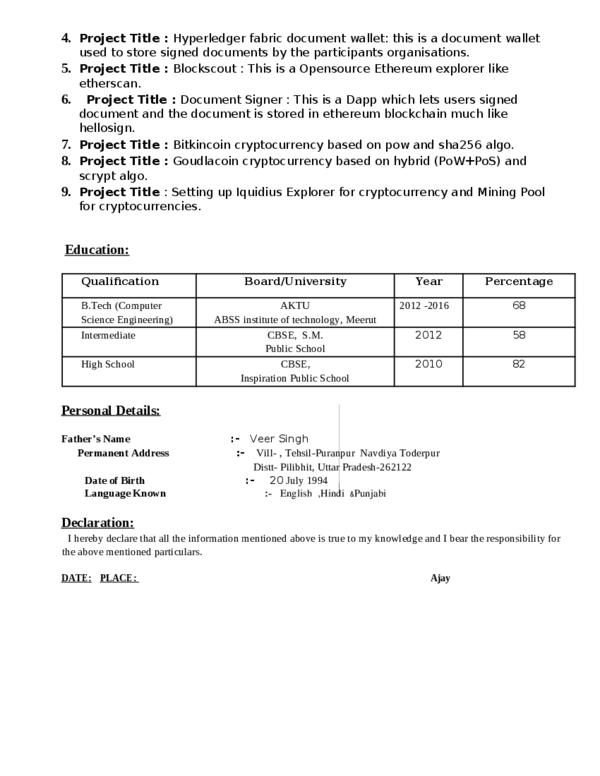 4. Project Title : Hyperledger fabric document wallet: this is a document wallet
used to store signed documents by the participants organisations.
5. Project Title : Blockscout : This is a Opensource Ethereum explorer like
etherscan.
6. Project Title : Document Signer : This is a Dapp which lets users signed
document and the document is stored in ethereum blockchain much like
hellosign.
7. Project Title : Bitkincoin cryptocurrency based on pow and sha256 algo.
8. Project Title : Goudlacoin cryptocurrency based on hybrid (PoW+PoS) and
scrypt algo.
9. Project Title : Setting up Iquidius Explorer for cryptocurrency and Mining Pool
for cryptocurrencies.
Education:
Qualification Board/University Year Percentage
B.Tech (Computer AKTU 2012 -2016 68
Science Engineering) ABSS institute of technology, Meerut
Intermediate CBSE, S.M. 2012 58
Public School
High School CBSE, 2010 82
Inspiration Public School
Personal Details:
Father's Name :- Veer Singh
Permanent Address :- Vill- , Tehsil-Puranpur Navdiya Toderpur
Distt- Pilibhit, Uttar Pradesh-262122
Date of Birth :- 20 July 1994
Language Known :- English ,Hindi &Punjabi
Declaration:
I hereby declare that all the information mentioned above is true to my knowledge and I bear the responsibility for
the above mentioned particulars.
DATE: PLACE: Ajay